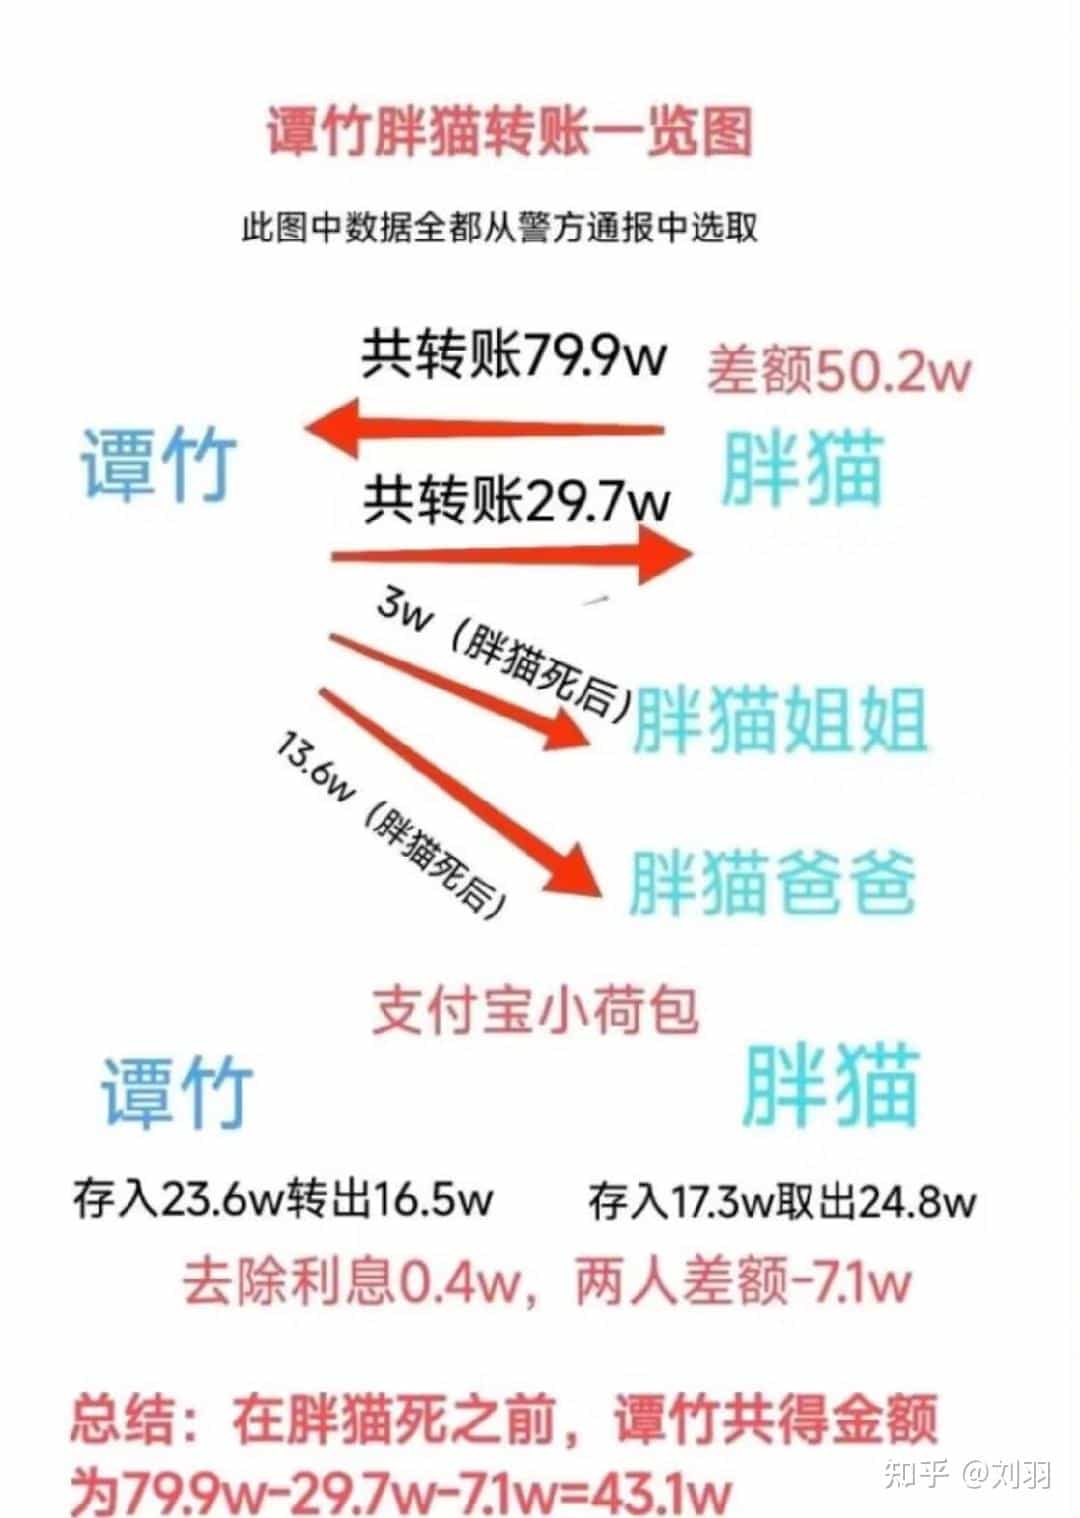 谭竹胖猫转账一览图
此图中数据全都从警方通报中选取
共转账79.9w
差额50.2w
谭竹
胖猫
共转账29.7w
3w（胖猫死后）
胖猫姐姐
13.6w（胖猫死后）
胖猫爸爸
支付宝小荷包
谭竹
胖猫
存入23.6w转出16.5w
存入17.3w取出24.8w
去除利息0.4w，两人差额-7.1w
总结：在胖猫死之前，谭竹共得金额
为79.9w-29.7w-7.1w=43.1w
知乎 @刘羽